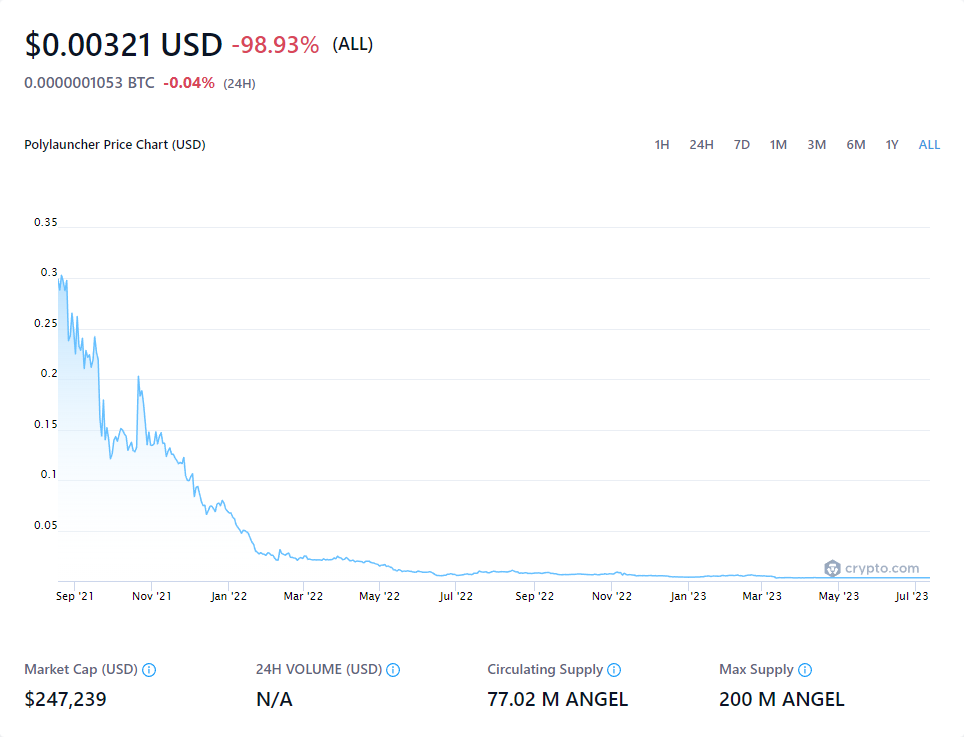 $0.00321 USD -98.93% (ALL)
0.0000001053 BTC -0.04% (24H)
Polylauncher Price Chart (USD) 1H 24H 7D 1M 3M 6M 1Y ALL
0.35
0.3
0.25
0.2
0.15
0.1
0.05
crypto.com
Sep '21 Nov '21 Jan '22 Mar '22 May '22 Jul '22 Sep '22 Nov '22 Jan '23 Mar '23 May '23 Jul '23
Market Cap (USD) 24H VOLUME (USD) Circulating Supply Max Supply
$247,239 N/A 77.02 M ANGEL 200 M ANGEL